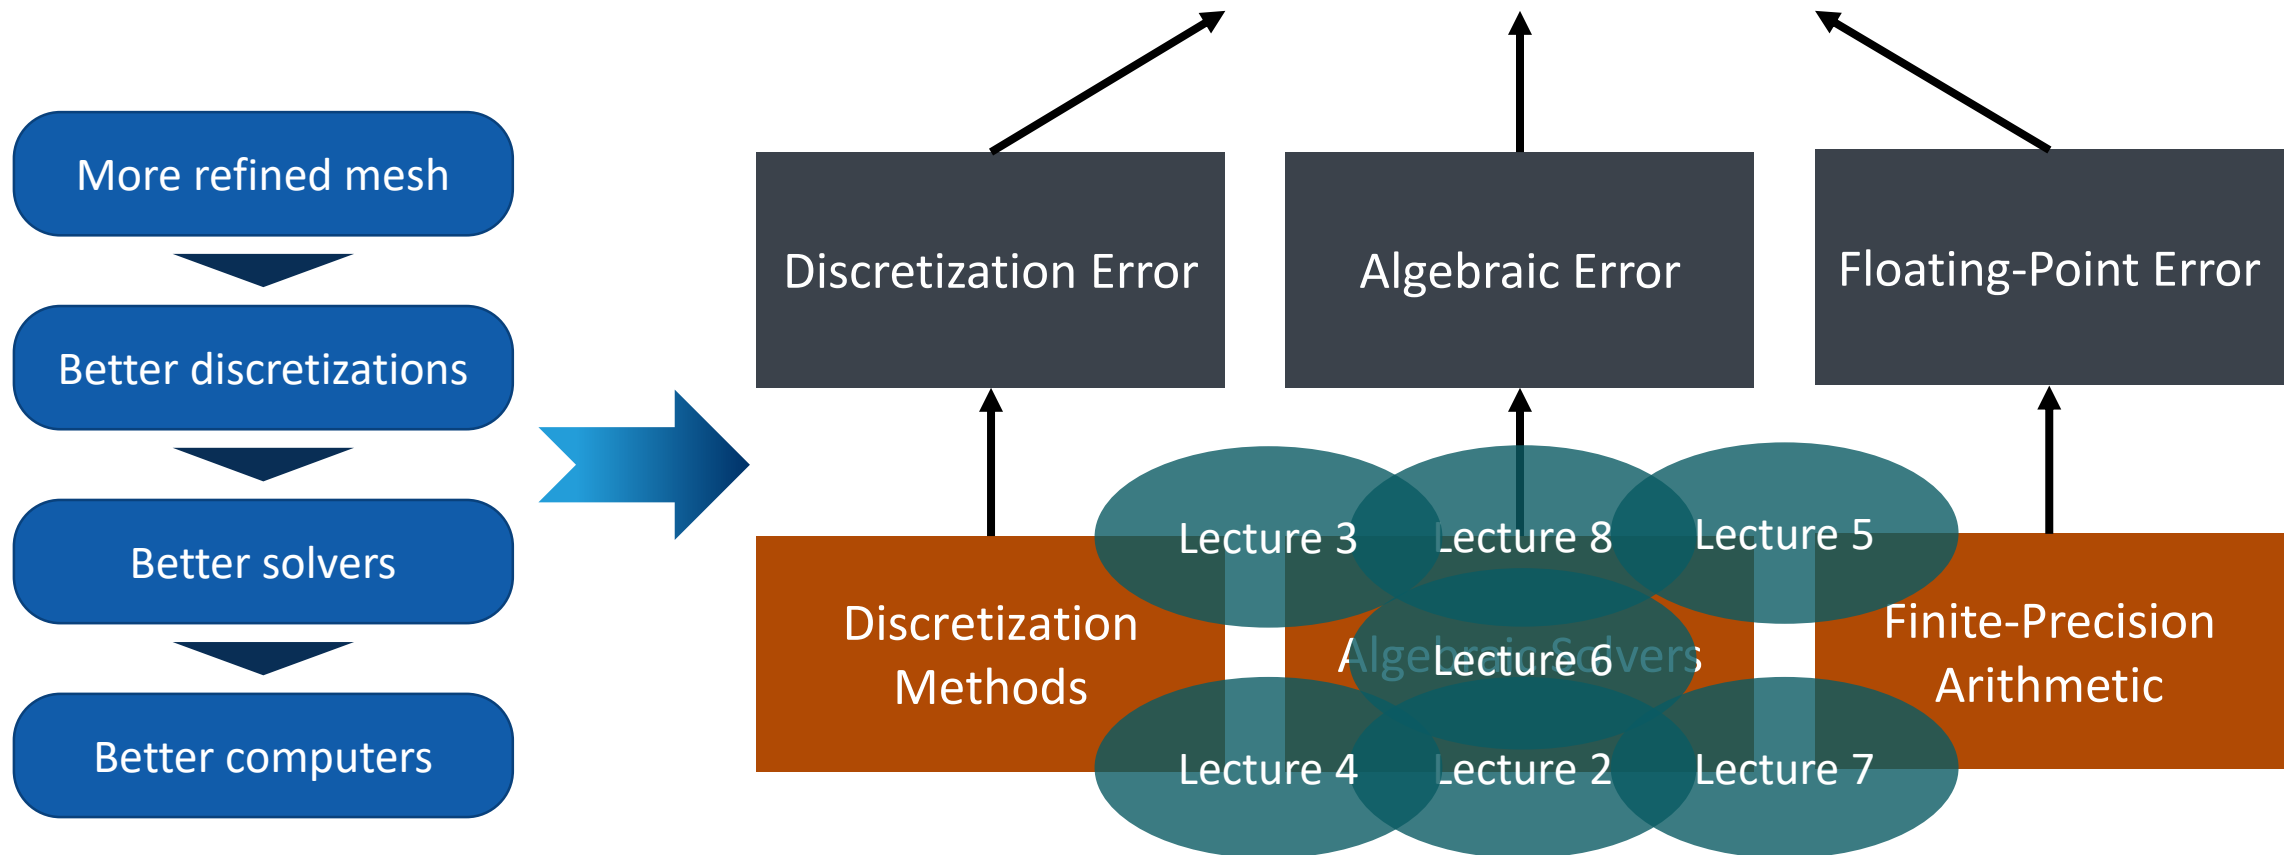 More refined mesh
Better discretizations
Better solvers
Better computers
Discretization Error
Algebraic Error
Floating-Point Error
Lecture 3
Lecture 8
Lecture 5
Discretization
Methods
Algebraic Solvers
Lecture 6
Finite-Precision
Arithmetic
Lecture 4
Lecture 2
Lecture 7